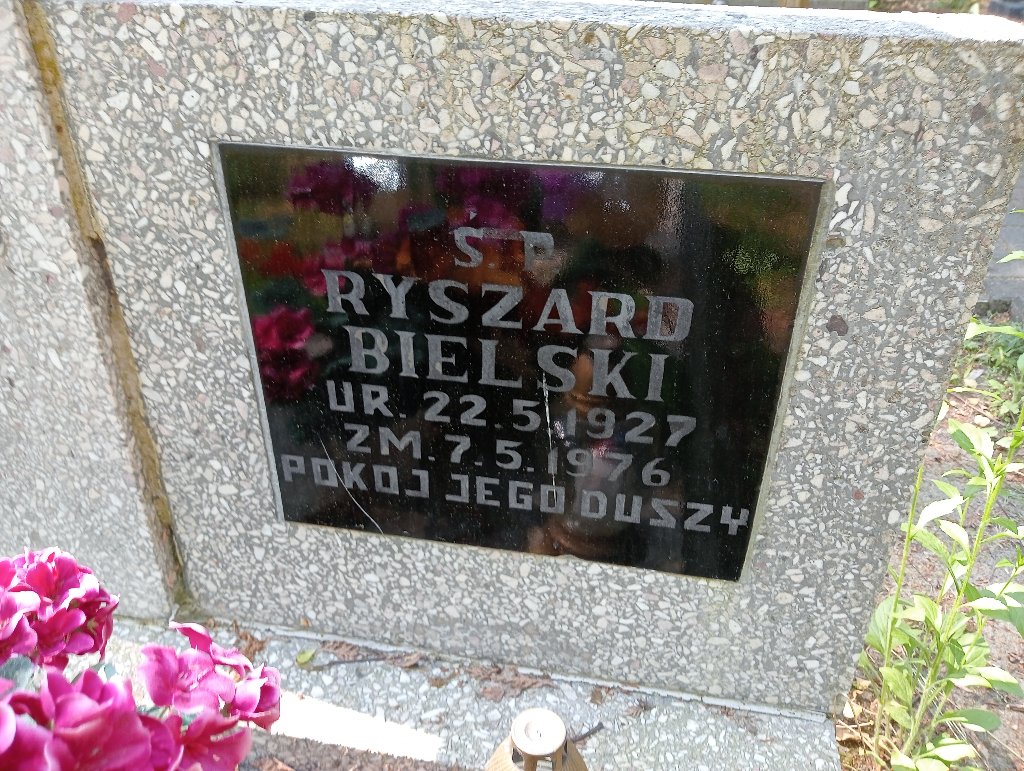 Ś P
RYSZARD
BIELSKI
UR. 22.5.1927
ZM. 7.5.1976
POKOJ JEGO DUSZY